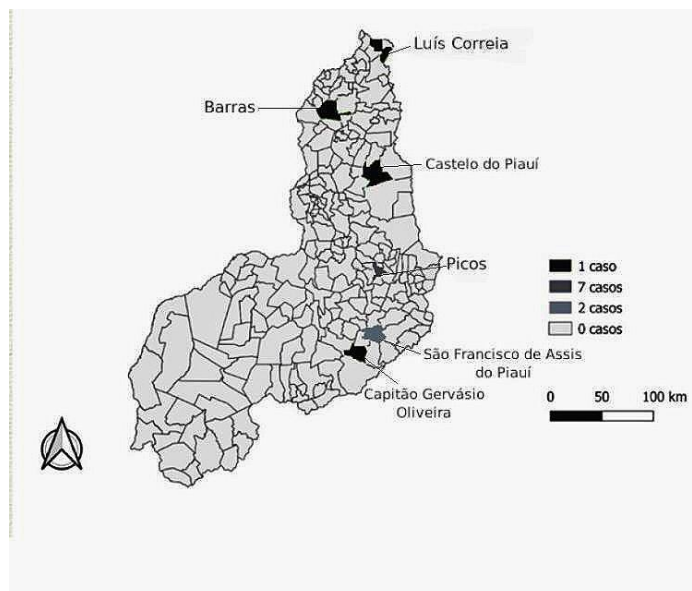 Luís Correia
Barras
Castelo do Piauí
Picos
1 caso
7 casos
2 casos
0 casos
São Francisco de Assis
do Piauí
Capitão Gervásio
Oliveira
0 50 100 km